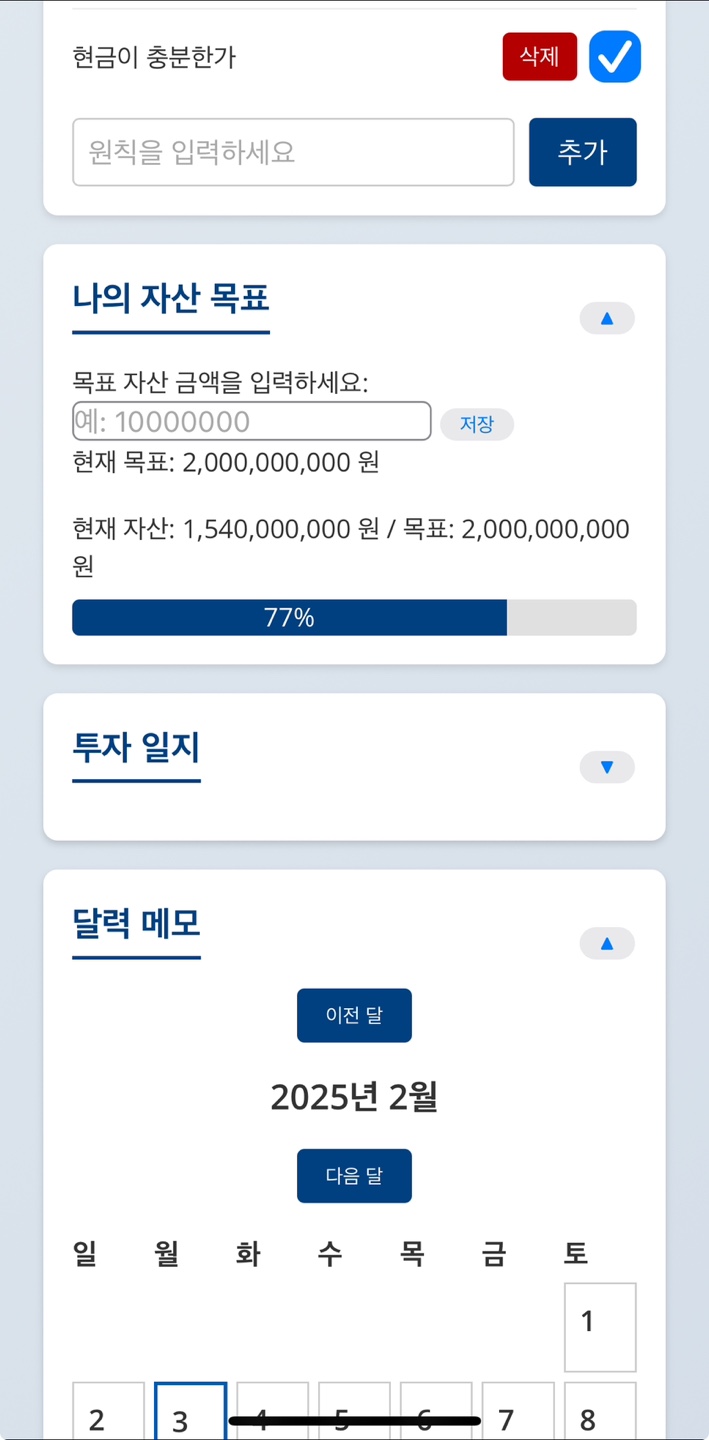 현금이 충분한가
삭제
원칙을 입력하세요
추가
나의 자산 목표
▲
목표 자산 금액을 입력하세요:
예: 10000000
저장
현재 목표: 2,000,000,000 원
현재 자산: 1,540,000,000 원 / 목표: 2,000,000,000
원
77%
투자 일지
▼
달력 메모
▲
이전 달
2025년 2월
다음 달
일 월 화 수 목 금 토
1
2 3 4 5 6 7 8